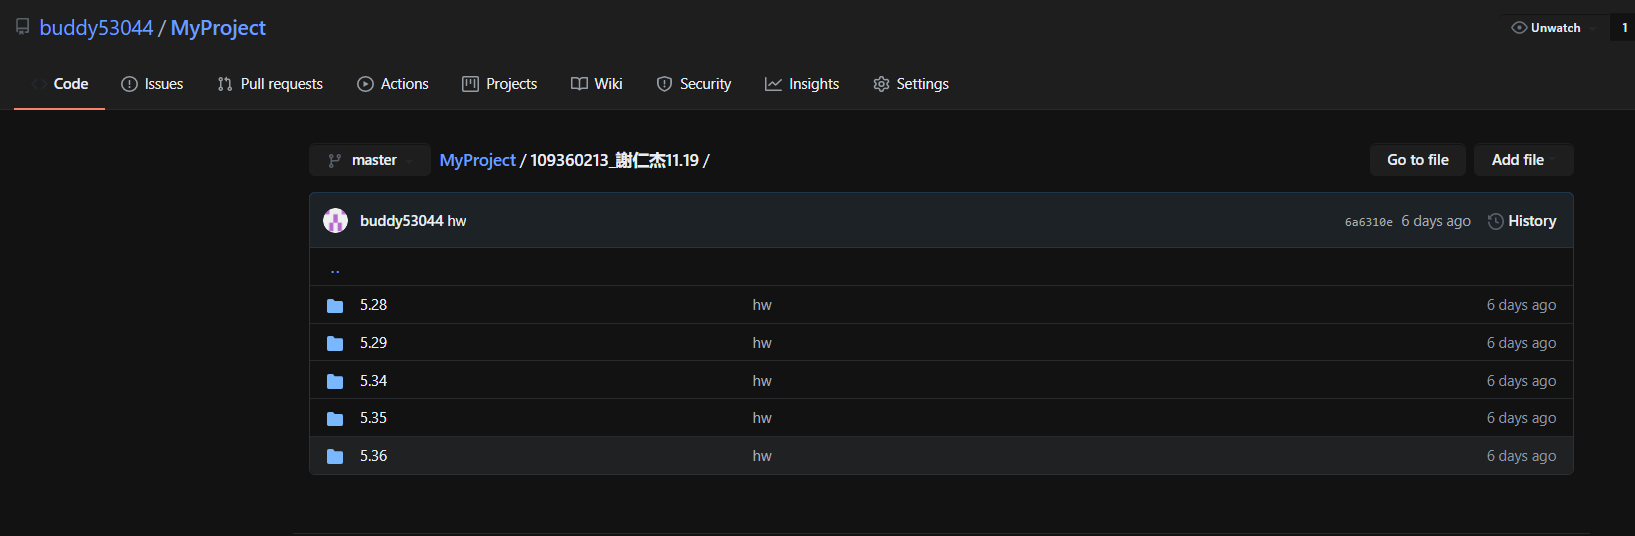 buddy53044 / MyProject
Unwatch 1
Code Issues Pull requests Actions Projects Wiki Security Insights Settings
master MyProject / 109360213_謝仁杰11.19 / Go to file Add file
buddy53044 hw 6a6310e 6 days ago History
..
5.28 hw 6 days ago
5.29 hw 6 days ago
5.34 hw 6 days ago
5.35 hw 6 days ago
5.36 hw 6 days ago